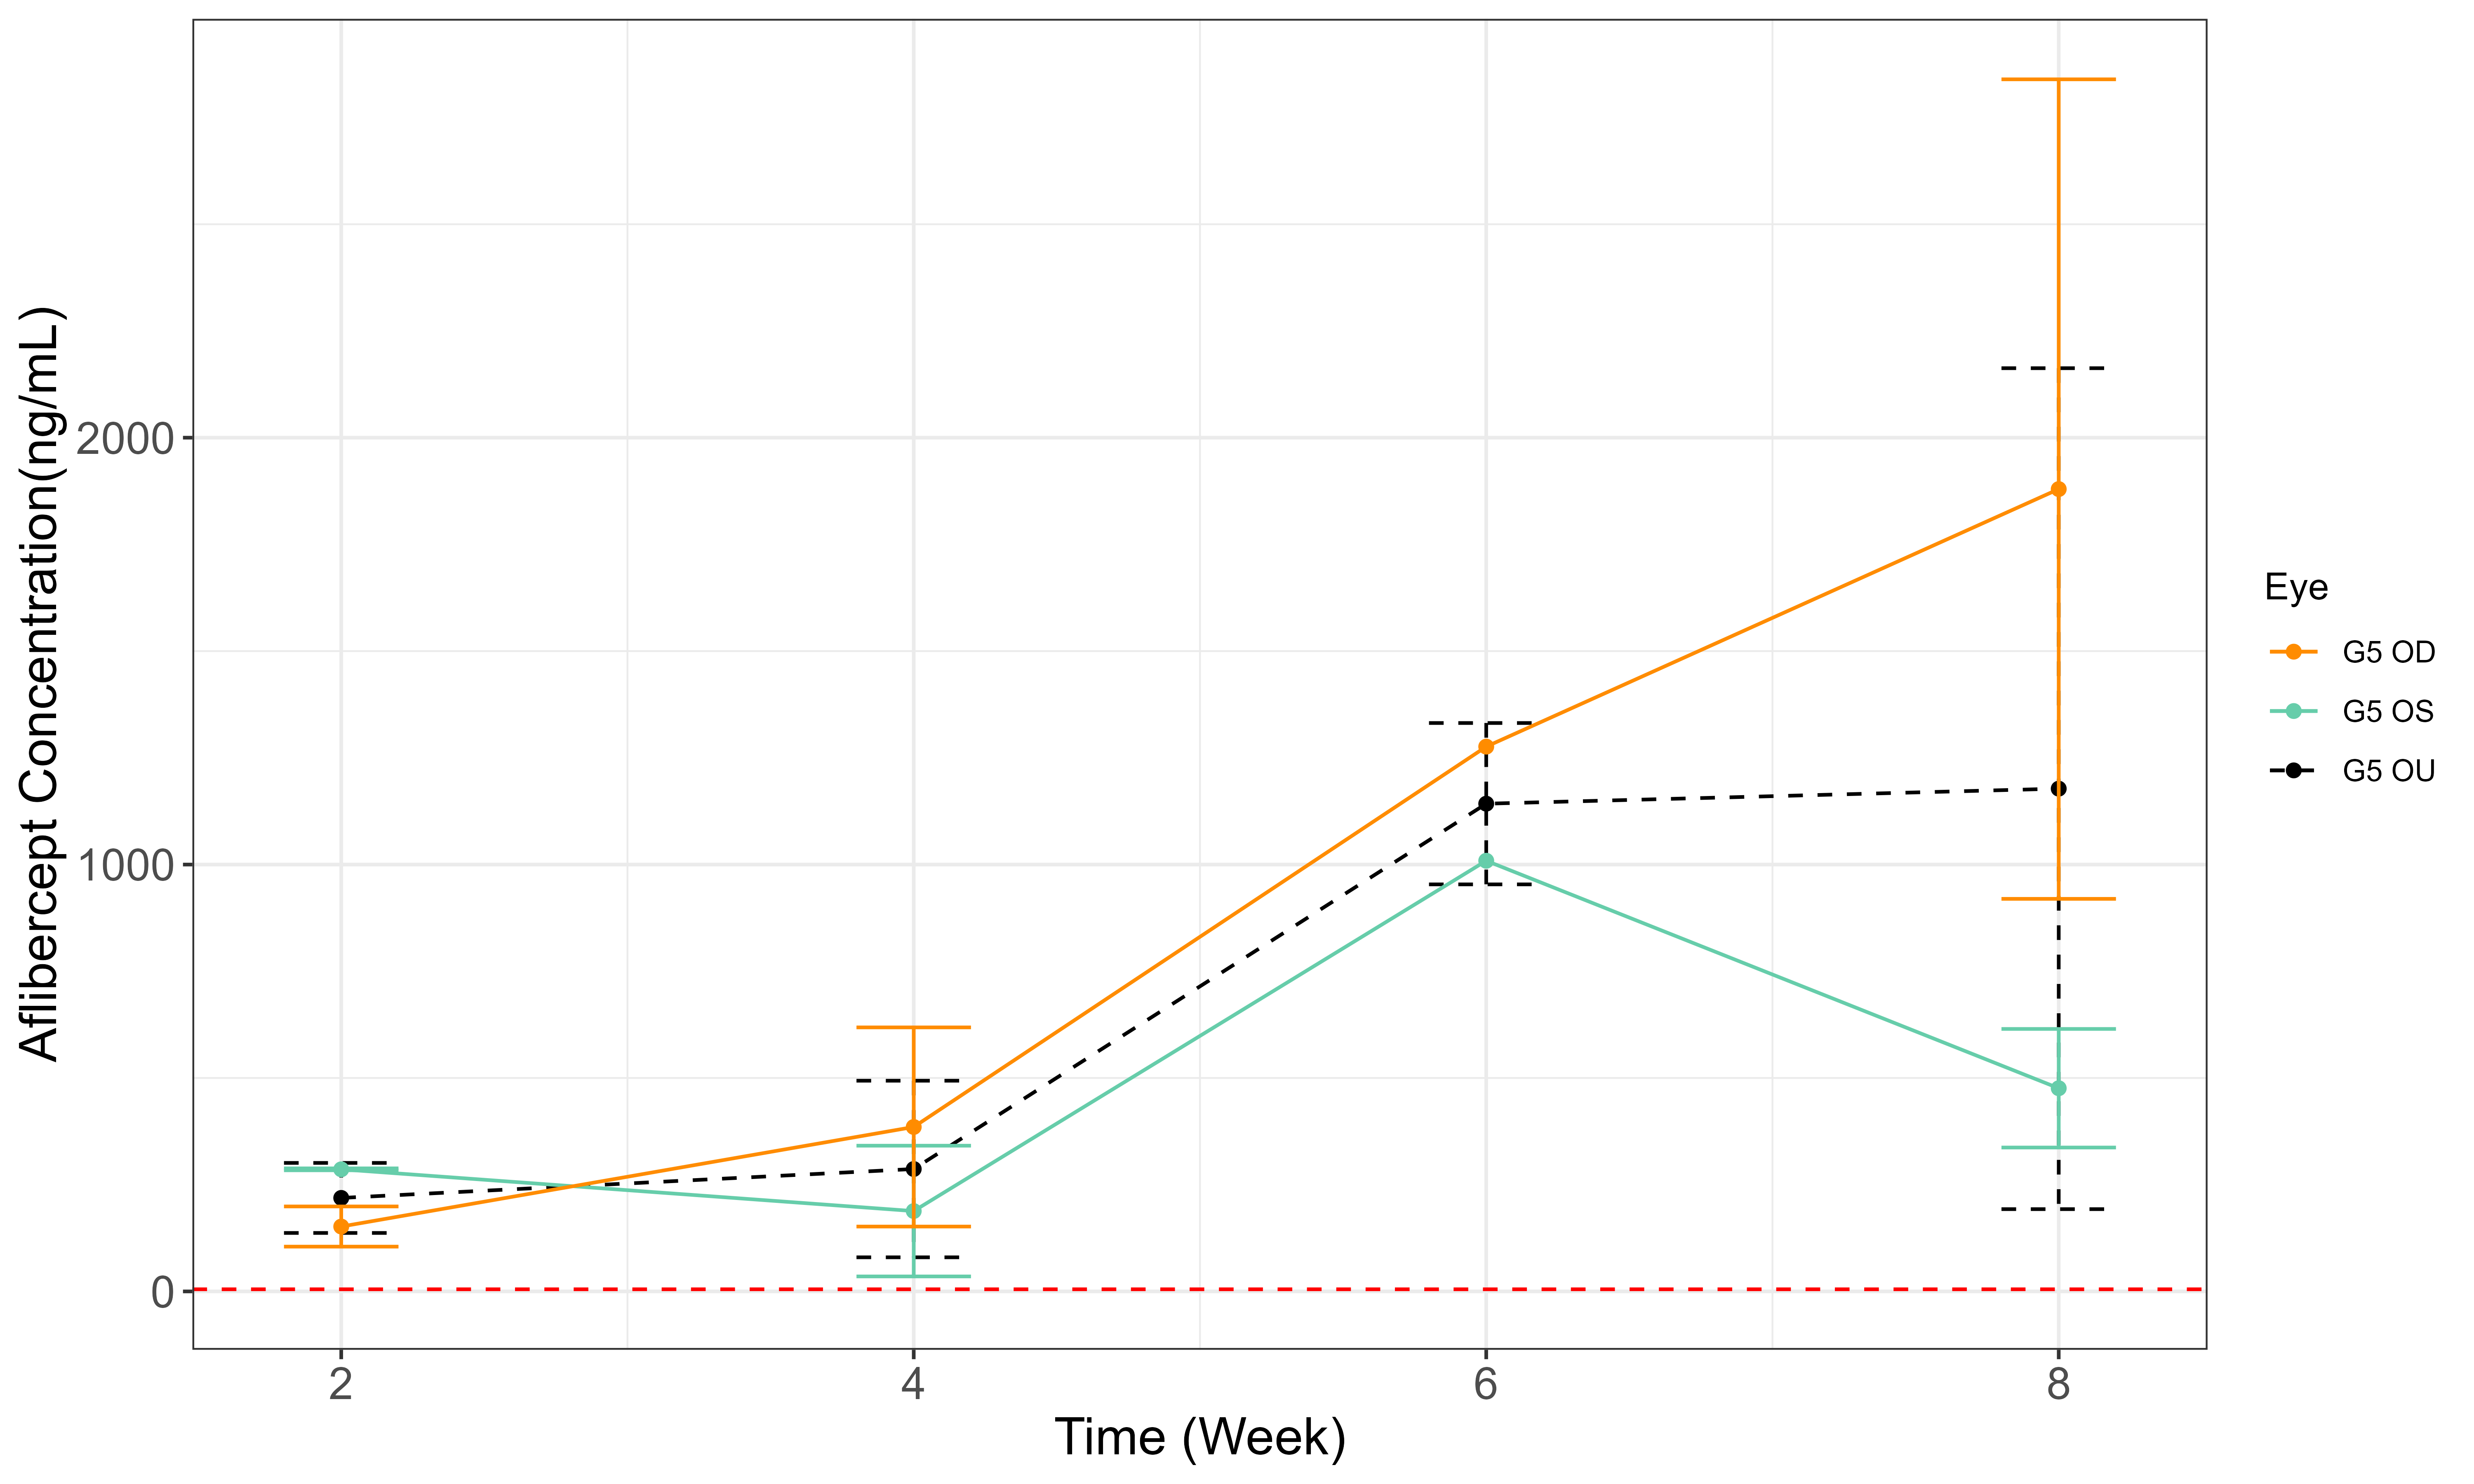 Aflibercept Concentration(ng/mL)
2000
1000
0
2
4
6
8
Time (Week)
Eye
G5 OD
G5 OS
G5 OU